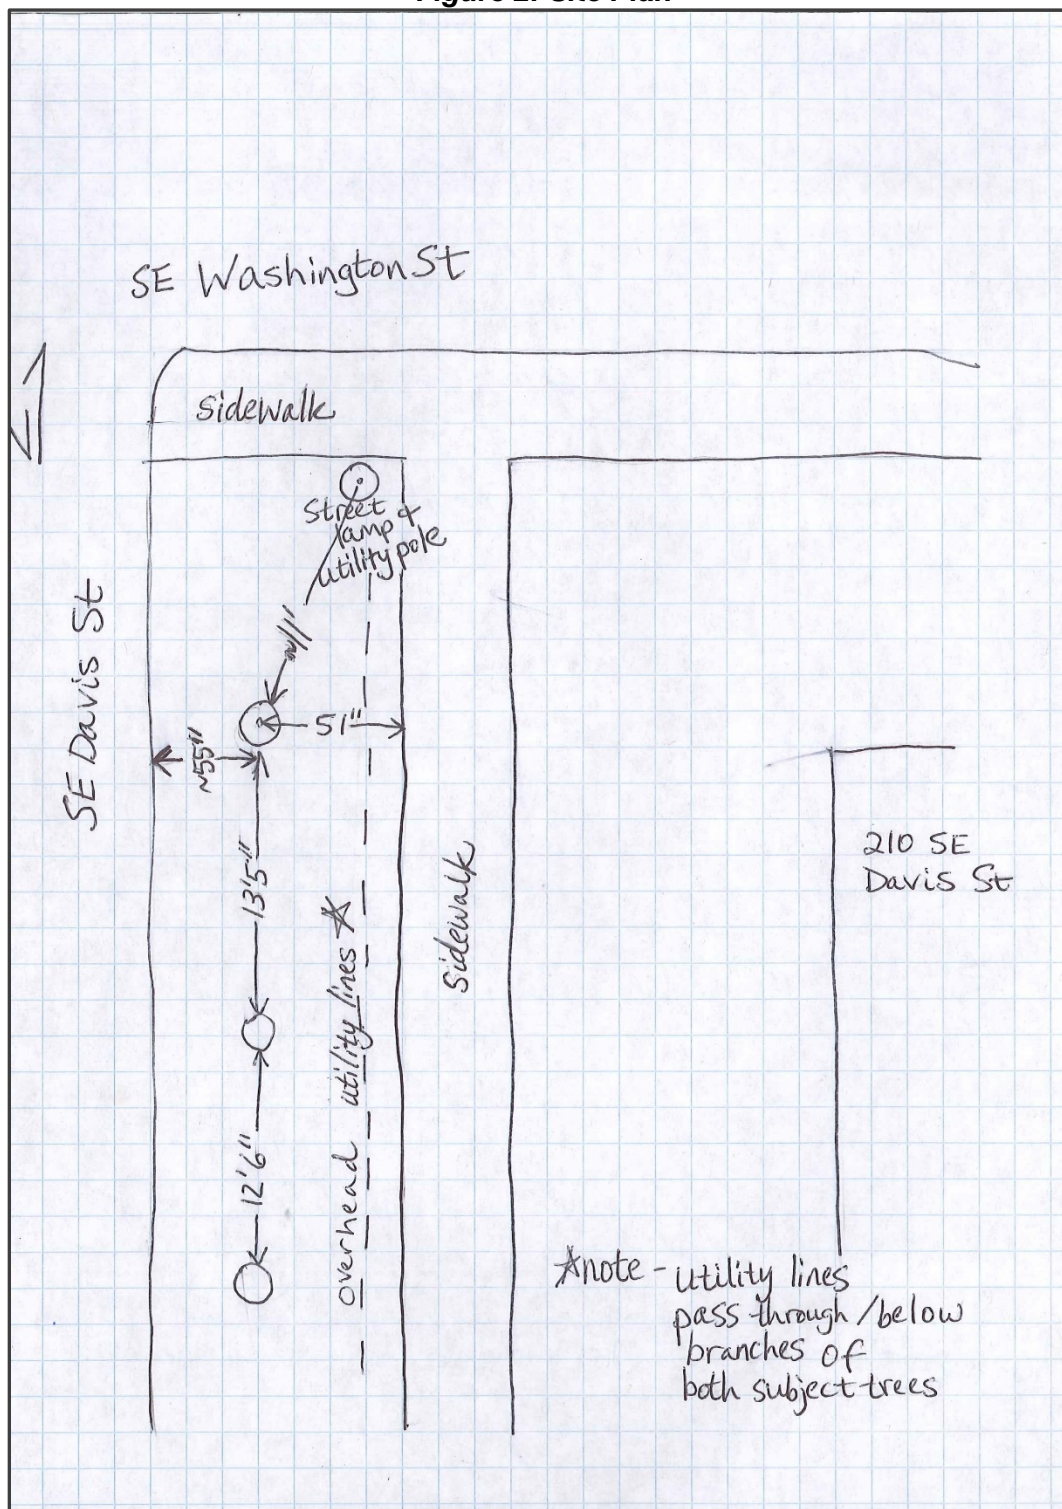 Figure 2. Site Plan
SE Washington St
sidewalk
Street
lamp &
utility pole
51"
~55"
SE Davis St
13'5"
210 SE
Davis St
sidewalk
overhead utility lines *
12'6"
*note - utility lines
pass through/below
branches of
both subject trees